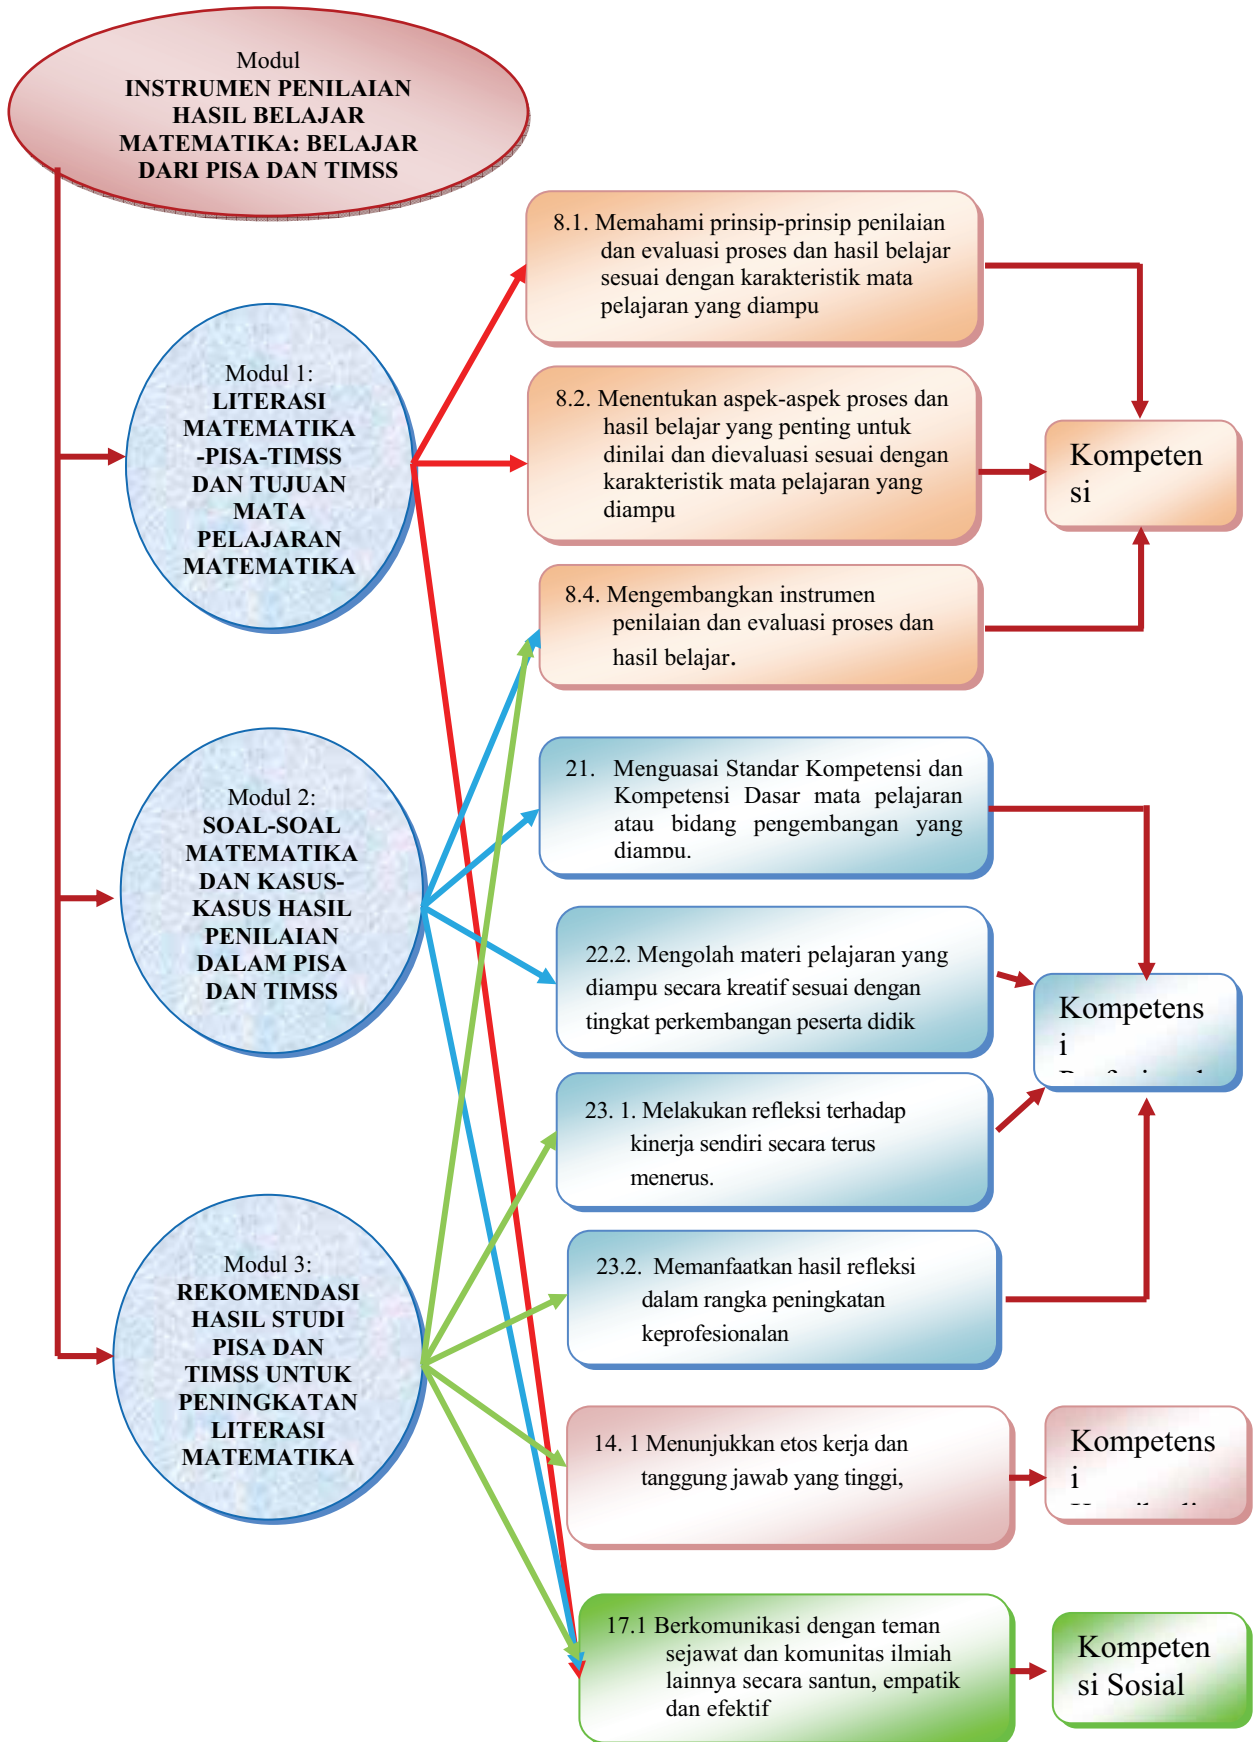 Modul
INSTRUMEN PENILAIAN
HASIL BELAJAR
MATEMATIKA: BELAJAR
DARI PISA DAN TIMSS
8.1. Memahami prinsip-prinsip penilaian
dan evaluasi proses dan hasil belajar
sesuai dengan karakteristik mata
pelajaran yang diampu
Modul 1:
LITERASI
MATEMATIKA
-PISA-TIMSS
DAN TUJUAN
MATA
PELAJARAN
MATEMATIKA
8.2. Menentukan aspek-aspek proses dan
hasil belajar yang penting untuk
dinilai dan dievaluasi sesuai dengan
karakteristik mata pelajaran yang
diampu
Kompeten
si
8.4. Mengembangkan instrumen
penilaian dan evaluasi proses dan
hasil belajar.
Modul 2:
SOAL-SOAL
MATEMATIKA
DAN KASUS-
KASUS HASIL
PENILAIAN
DALAM PISA
DAN TIMSS
21. Menguasai Standar Kompetensi dan
Kompetensi Dasar mata pelajaran
atau bidang pengembangan yang
diampu.
22.2. Mengolah materi pelajaran yang
diampu secara kreatif sesuai dengan
tingkat perkembangan peserta didik
Kompetens
i
23. 1. Melakukan refleksi terhadap
kinerja sendiri secara terus
menerus.
Modul 3:
REKOMENDASI
HASIL STUDI
PISA DAN
TIMSS UNTUK
PENINGKATAN
LITERASI
MATEMATIKA
23.2. Memanfaatkan hasil refleksi
dalam rangka peningkatan
keprofesionalan
14. 1 Menunjukkan etos kerja dan
tanggung jawab yang tinggi,
Kompetens
i
17.1 Berkomunikasi dengan teman
sejawat dan komunitas ilmiah
lainnya secara santun, empatik
dan efektif
Kompeten
si Sosial